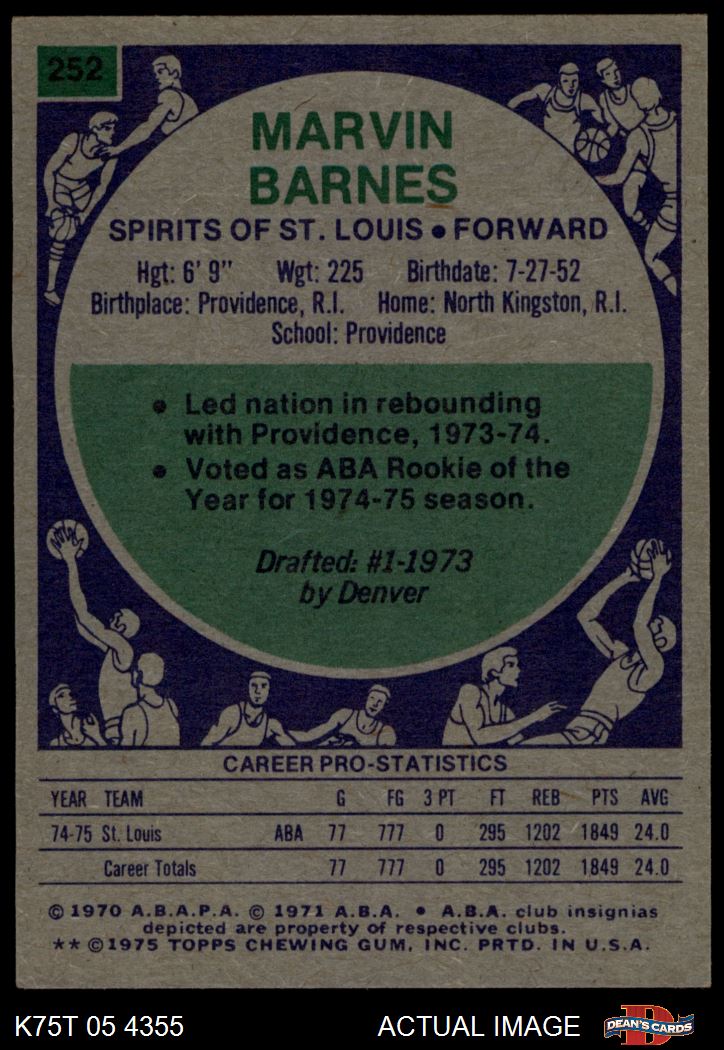 252
MARVIN
BARNES
SPIRITS OF ST. LOUIS • FORWARD
Hgt: 6' 9" Wgt: 225 Birthdate: 7-27-52
Birthplace: Providence, R.I. Home: North Kingston, R.I.
School: Providence
• Led nation in rebounding
with Providence, 1973-74.
• Voted as ABA Rookie of the
Year for 1974-75 season.
Drafted: #1-1973
by Denver
CAREER PRO-STATISTICS
YEAR TEAM G FG 3 PT FT REB PTS AVG
74-75 St. Louis ABA 77 777 0 295 1202 1849 24.0
Career Totals 77 777 0 295 1202 1849 24.0
© 1970 A.B.A.P.A. © 1971 A.B.A. • A.B.A. club insignias
depicted are property of respective clubs.
** © 1975 TOPPS CHEWING GUM, INC. PRTD. IN U.S.A.
K75T 05 4355 ACTUAL IMAGE D DEAN'S CARDS